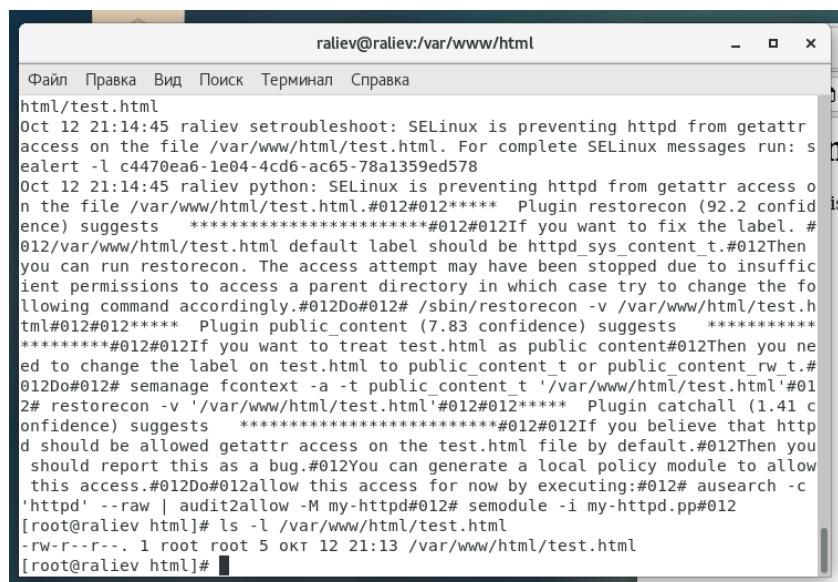 raliev@raliev:/var/www/html
Файл Правка Вид Поиск Терминал Справка
html/test.html
Oct 12 21:14:45 raliev setroubleshoot: SELinux is preventing httpd from getattr
access on the file /var/www/html/test.html. For complete SELinux messages run: s
ealert -l c4470ea6-1e04-4cd6-ac65-78a1359ed578
Oct 12 21:14:45 raliev python: SELinux is preventing httpd from getattr access o
n the file /var/www/html/test.html.#012#012*****  Plugin restorecon (92.2 confid
ence) suggests   ************************#012#012If you want to fix the label. #
012/var/www/html/test.html default label should be httpd_sys_content_t.#012Then
you can run restorecon. The access attempt may have been stopped due to insuffic
ient permissions to access a parent directory in which case try to change the fo
llowing command accordingly.#012Do#012# /sbin/restorecon -v /var/www/html/test.h
tml#012#012*****  Plugin public_content (7.83 confidence) suggests   ***********
*********#012#012If you want to treat test.html as public content#012Then you ne
ed to change the label on test.html to public_content_t or public_content_rw_t.#
012Do#012# semanage fcontext -a -t public_content_t '/var/www/html/test.html'#01
2# restorecon -v '/var/www/html/test.html'#012#012*****  Plugin catchall (1.41 c
onfidence) suggests   **************************#012#012If you believe that http
d should be allowed getattr access on the test.html file by default.#012Then you
 should report this as a bug.#012You can generate a local policy module to allow
 this access.#012Do#012allow this access for now by executing:#012# ausearch -c
'httpd' --raw | audit2allow -M my-httpd#012# semodule -i my-httpd.pp#012
[root@raliev html]# ls -l /var/www/html/test.html
-rw-r--r--. 1 root root 5 окт 12 21:13 /var/www/html/test.html
[root@raliev html]#